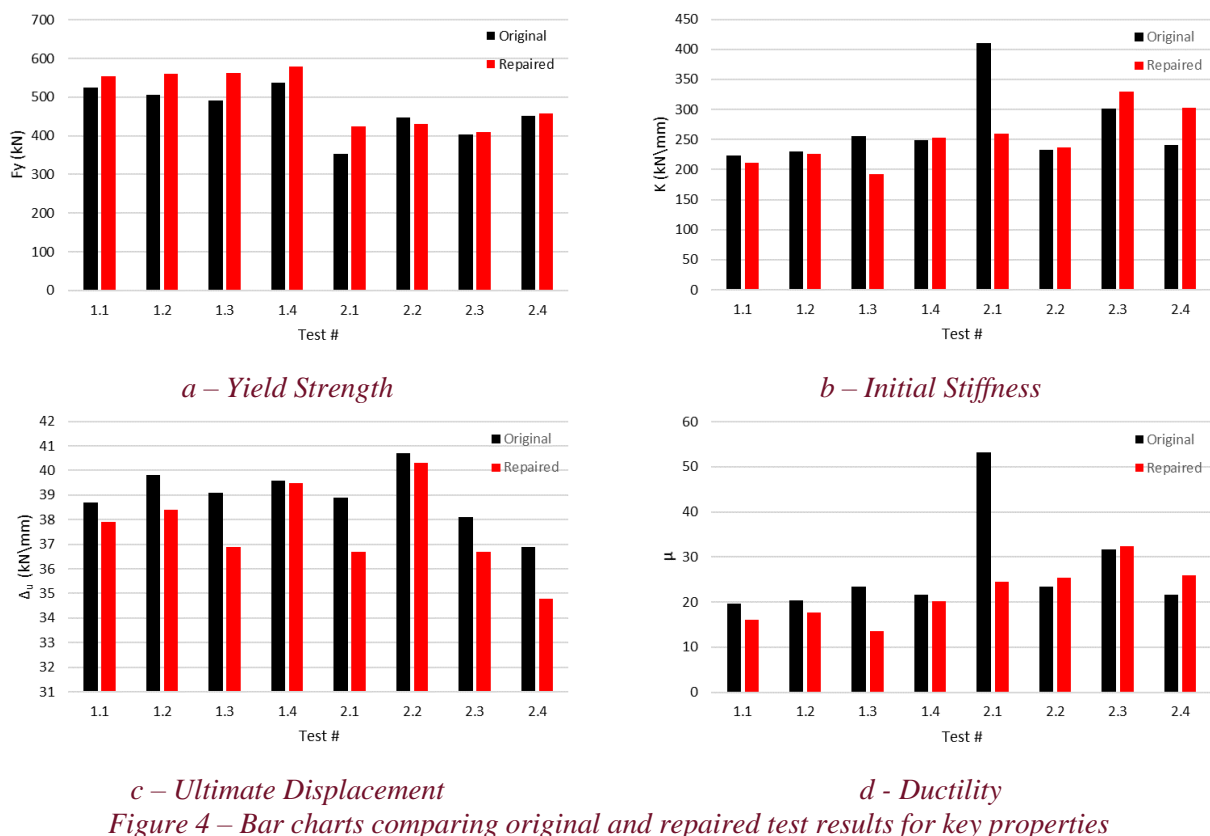 700
600
500
400
300
200
100
0
Fy (kN)
Original
Repaired
1.1 1.2 1.3 1.4 2.1 2.2 2.3 2.4
Test #
a – Yield Strength
450
400
350
300
250
200
150
100
50
0
K (kN\mm)
Original
Repaired
1.1 1.2 1.3 1.4 2.1 2.2 2.3 2.4
Test #
b – Initial Stiffness
42
41
40
39
38
37
36
35
34
33
32
31
Δu (kN\mm)
Original
Repaired
1.1 1.2 1.3 1.4 2.1 2.2 2.3 2.4
Test #
c – Ultimate Displacement
60
50
40
30
20
10
0
μ
Original
Repaired
1.1 1.2 1.3 1.4 2.1 2.2 2.3 2.4
Test #
d - Ductility
Figure 4 – Bar charts comparing original and repaired test results for key properties